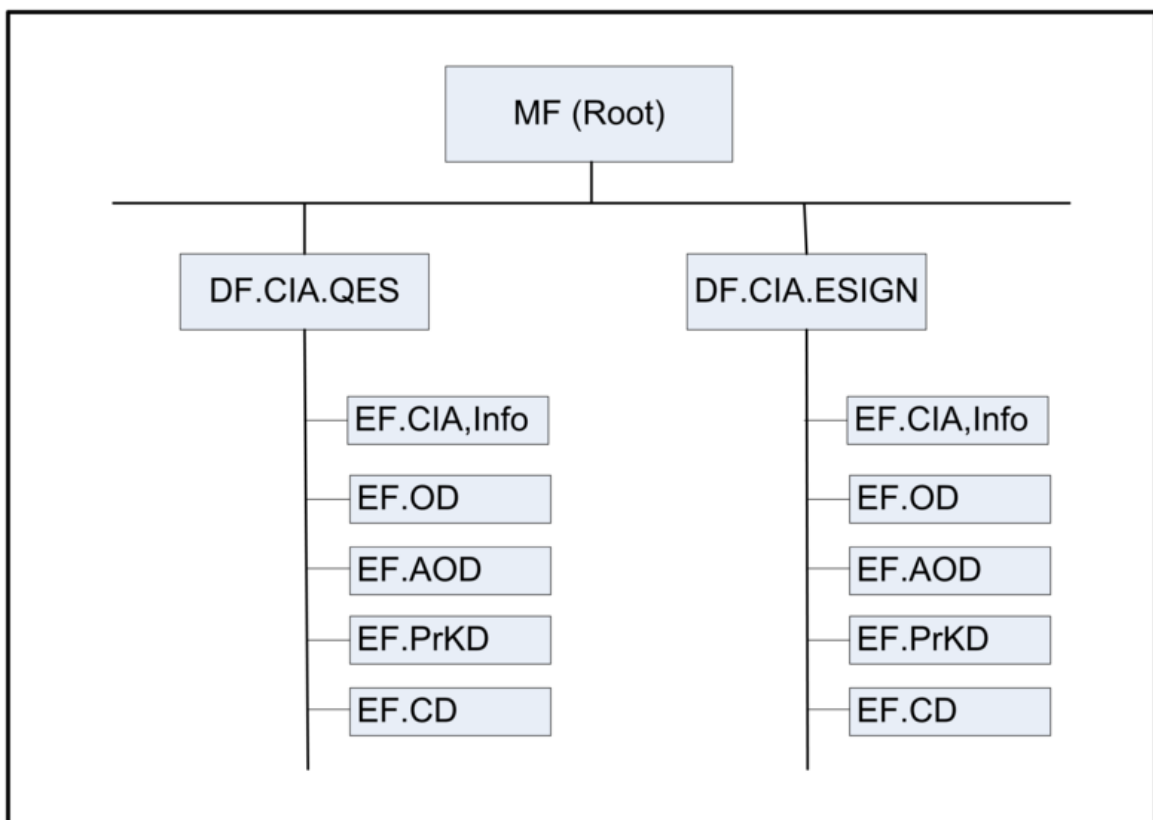 MF (Root)
DF.CIA.QES
DF.CIA.ESIGN
EF.CIA,Info
EF.OD
EF.AOD
EF.PrKD
EF.CD
EF.CIA,Info
EF.OD
EF.AOD
EF.PrKD
EF.CD